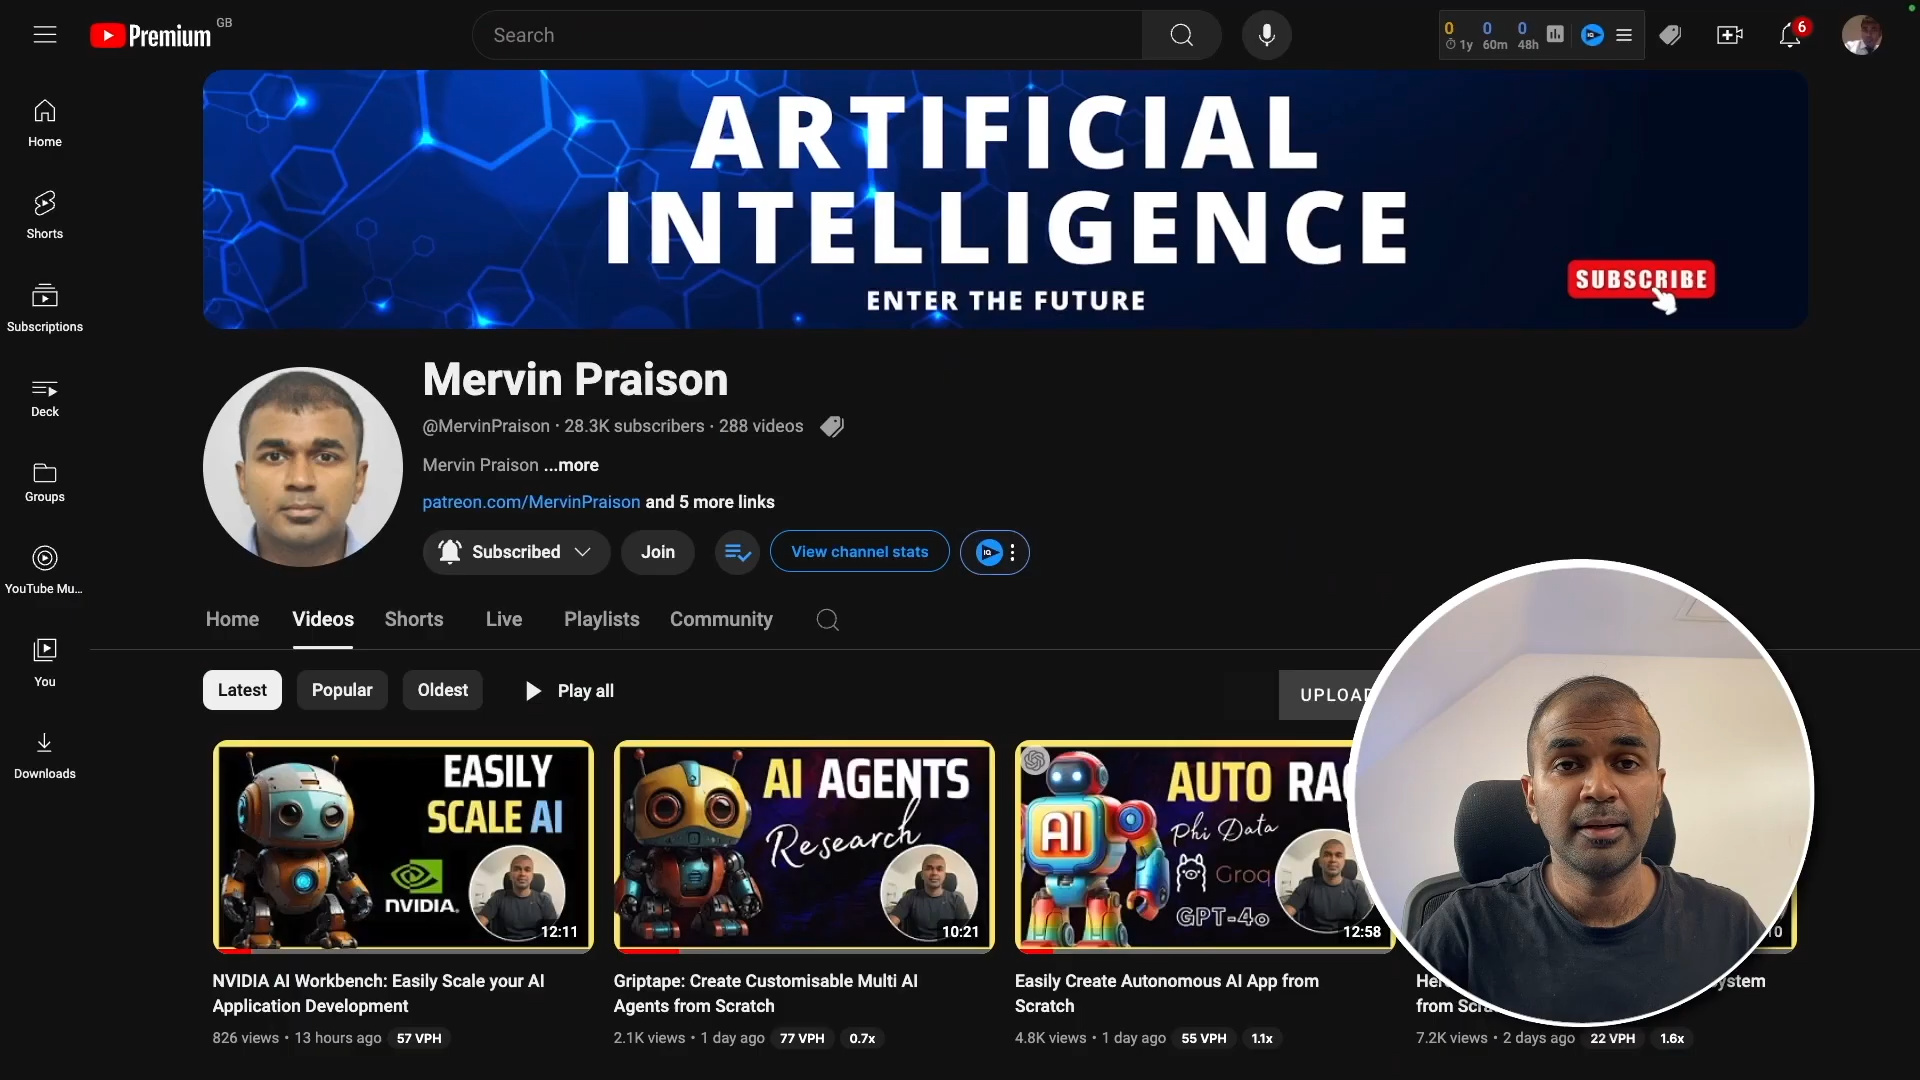 Premium GB
Search
0 0 0
1y 60m 48h
IQ
6
Home
Shorts
Subscriptions
Deck
Groups
YouTube Mu...
You
Downloads
ARTIFICIAL
INTELLIGENCE
ENTER THE FUTURE
SUBSCRIBE
Mervin Praison
@MervinPraison · 28.3K subscribers · 288 videos
Mervin Praison ...more
patreon.com/MervinPraison and 5 more links
Subscribed Join View channel stats IQ
Home Videos Shorts Live Playlists Community
Latest Popular Oldest Play all
UPLOAD
EASILY
SCALE AI
NVIDIA.
12:11
AI AGENTS
Research
10:21
AUTO RAG
Phi Data
AI
Groq
GPT-4o
12:58
10
NVIDIA AI Workbench: Easily Scale your AI
Application Development
826 views · 13 hours ago 57 VPH
Griptape: Create Customisable Multi AI
Agents from Scratch
2.1K views · 1 day ago 77 VPH 0.7x
Easily Create Autonomous AI App from
Scratch
4.8K views · 1 day ago 55 VPH 1.1x
from
7.2K views · 2 days ago 22 VPH 1.6x